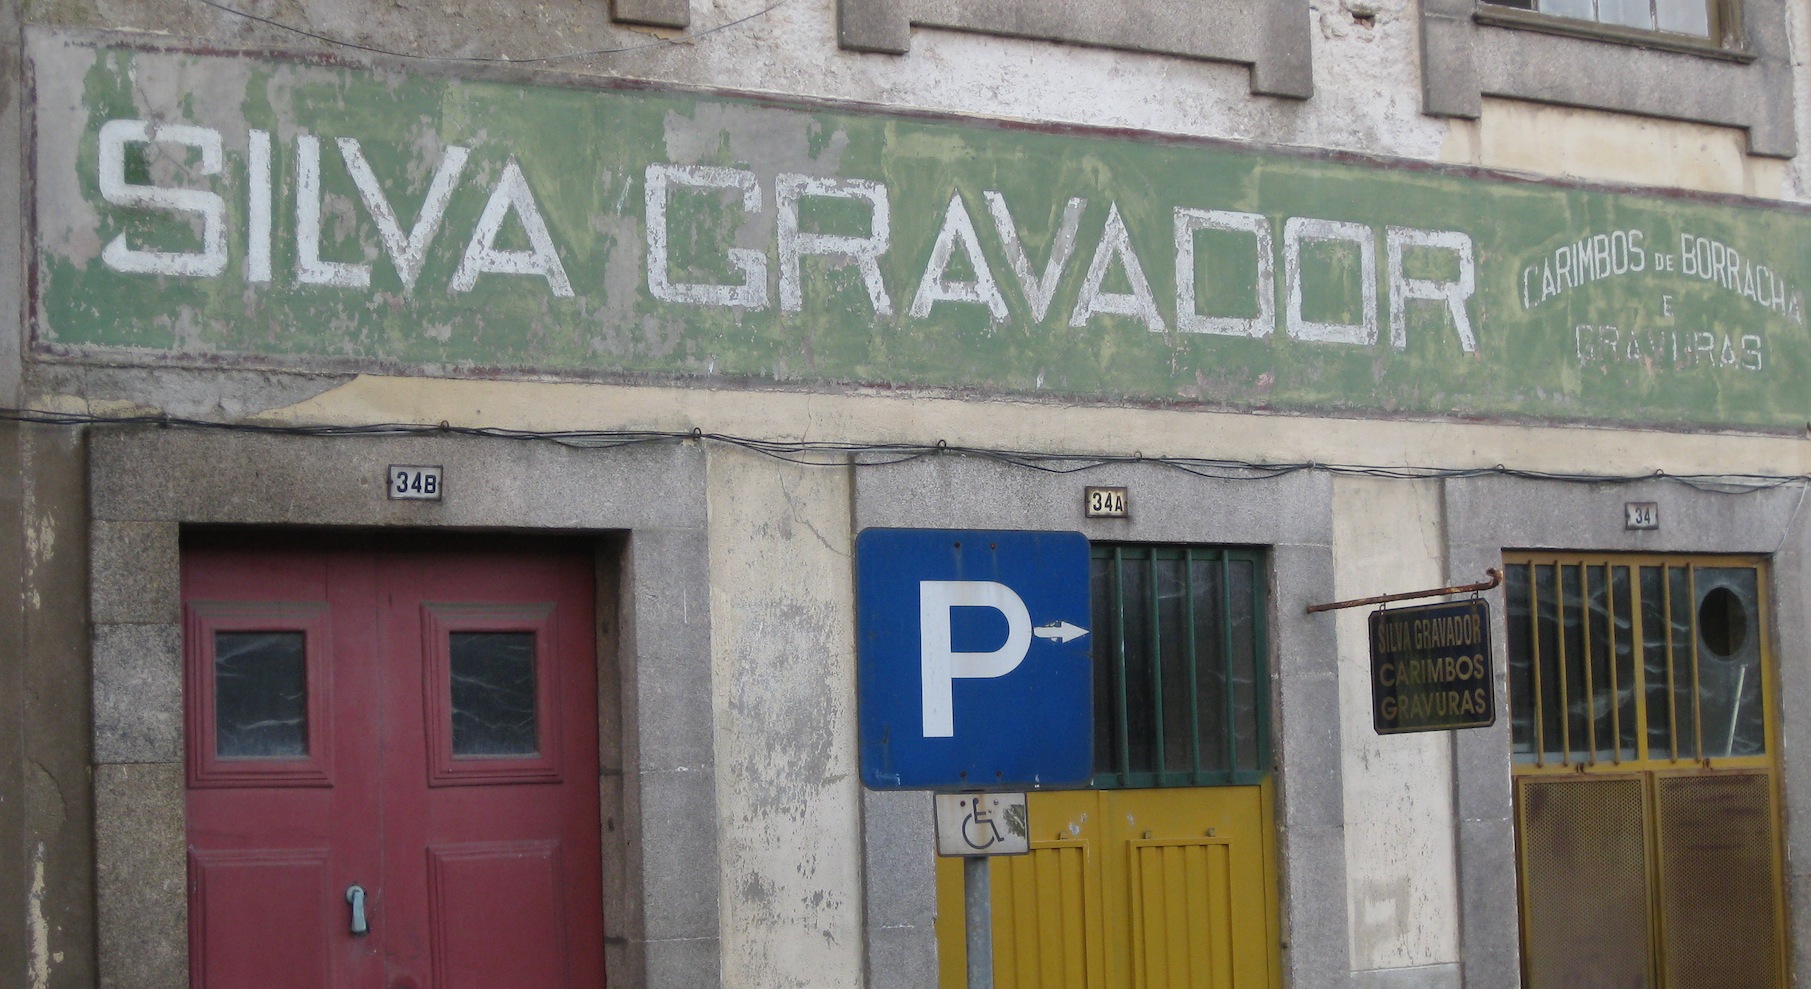 SILVA GRAVADOR
CARIMBOS DE BORRACHA
E
GRAVURAS
34B
34A
34
P
SILVA GRAVADOR
CARIMBOS
GRAVURAS